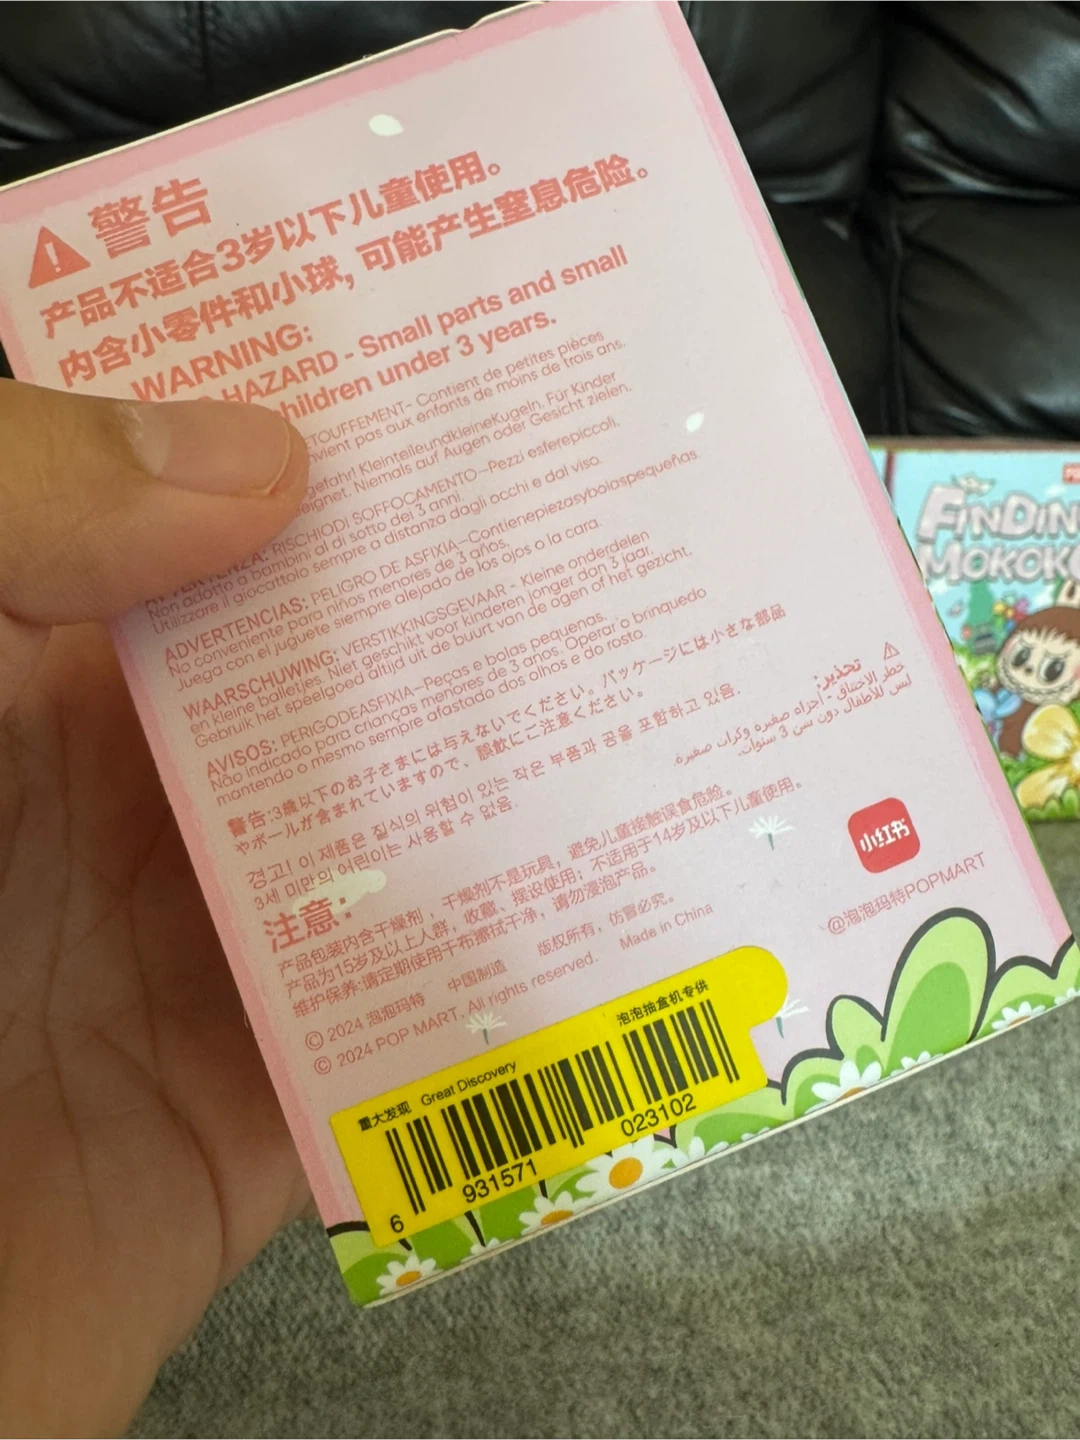 警告
产品不适合3岁以下儿童使用。
内含小零件和小球，可能产生窒息危险。
WARNING:
HAZARD - Small parts and small
children under 3 years.
ETOUFFEMENT- Contient de petites pièces
vient pas aux enfants de moins de trois ans.
gefahr! KleinteileundkleineKugeln. Für Kinder
eignet. Niemals auf Augen oder Gesicht zielen.
RISCHIODI SOFFOCAMENTO—Pezzi esferepiccoli.
Non adatto a bambini al di sotto dei 3 anni.
Utilizzare il giocattolo sempre a distanza dagli occhi e dal viso.
ADVERTENCIAS: PELIGRO DE ASFIXIA—Contienepiezasybolaspequeñas.
No conveniente para niños menores de 3 años.
Juega con el juguete siempre alejado de los ojos o la cara.
WAARSCHUWING: VERSTIKKINGSGEVAAR - Kleine onderdelen
en kleine balletjes. Niet geschikt voor kinderen jonger dan 3 jaar.
Gebruik het speelgoed altijd uit de buurt van de ogen of het gezicht.
AVISOS: PERIGODEASFIXIA—Peças e bolas pequenas.
Não indicado para crianças menores de 3 anos. Operar o brinquedo
mantendo o mesmo sempre afastado dos olhos e do rosto.
警告:3歳以下のお子さまには与えないでください。パッケージには小さな部品
やボールが含まれていますので、誤飲にご注意ください。
경고! 이 제품은 질식의 위험이 있는 작은 부품과 공을 포함하고 있음.
3세 미만의 어린이는 사용할 수 없음.
تحذير:
خطر الاختناق - أجزاء صغيره وكرات صغيره.
ليس للأطفال دون سن 3 سنوات.
注意：
产品包装内含干燥剂，干燥剂不是玩具，避免儿童接触误食危险。
产品为15岁及以上人群，收藏、摆设使用；不适用于14岁及以下儿童使用。
维护保养:请定期使用干布擦拭干净，请勿浸泡产品。
© 2024 泡泡玛特 中国制造 版权所有，仿冒必究。
© 2024 POP MART. All rights reserved. Made in China
小红书
@泡泡玛特POPMART
重大发现 Great Discovery 泡泡抽盒机专供
6 931571 023102
FINDIN
MOKOK